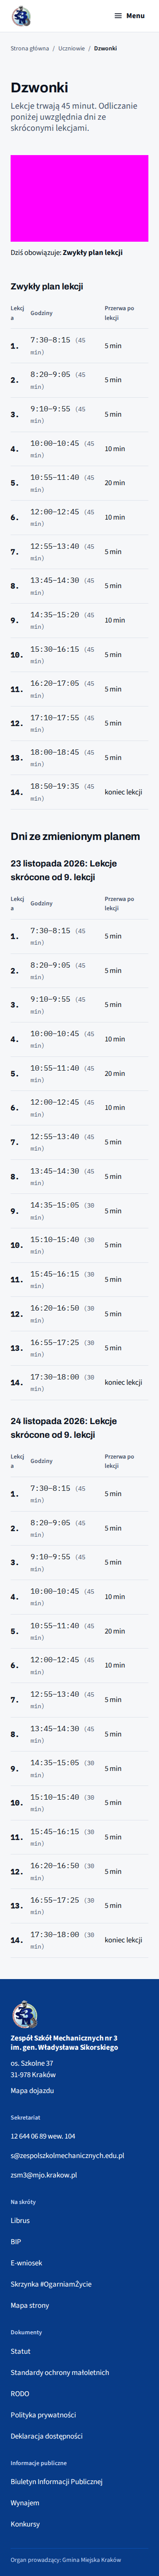 Menu
Strona główna / Uczniowie / Dzwonki
Dzwonki
Lekcje trwają 45 minut. Odliczanie
poniżej uwzględnia dni ze
skróconymi lekcjami.
Dziś obowiązuje: Zwykły plan lekcji
Zwykły plan lekcji
Lekcj
a
Godziny
Przerwa po
lekcji
1. 7:30–8:15 (45
min) 5 min
2. 8:20–9:05 (45
min) 5 min
3. 9:10–9:55 (45
min) 5 min
4. 10:00–10:45 (45
min) 10 min
5. 10:55–11:40 (45
min) 20 min
6. 12:00–12:45 (45
min) 10 min
7. 12:55–13:40 (45
min) 5 min
8. 13:45–14:30 (45
min) 5 min
9. 14:35–15:20 (45
min) 10 min
10. 15:30–16:15 (45
min) 5 min
11. 16:20–17:05 (45
min) 5 min
12. 17:10–17:55 (45
min) 5 min
13. 18:00–18:45 (45
min) 5 min
14. 18:50–19:35 (45
min) koniec lekcji
Dni ze zmienionym planem
23 listopada 2026: Lekcje
skrócone od 9. lekcji
Lekcj
a
Godziny
Przerwa po
lekcji
1. 7:30–8:15 (45
min) 5 min
2. 8:20–9:05 (45
min) 5 min
3. 9:10–9:55 (45
min) 5 min
4. 10:00–10:45 (45
min) 10 min
5. 10:55–11:40 (45
min) 20 min
6. 12:00–12:45 (45
min) 10 min
7. 12:55–13:40 (45
min) 5 min
8. 13:45–14:30 (45
min) 5 min
9. 14:35–15:05 (30
min) 5 min
10. 15:10–15:40 (30
min) 5 min
11. 15:45–16:15 (30
min) 5 min
12. 16:20–16:50 (30
min) 5 min
13. 16:55–17:25 (30
min) 5 min
14. 17:30–18:00 (30
min) koniec lekcji
24 listopada 2026: Lekcje
skrócone od 9. lekcji
Lekcj
a
Godziny
Przerwa po
lekcji
1. 7:30–8:15 (45
min) 5 min
2. 8:20–9:05 (45
min) 5 min
3. 9:10–9:55 (45
min) 5 min
4. 10:00–10:45 (45
min) 10 min
5. 10:55–11:40 (45
min) 20 min
6. 12:00–12:45 (45
min) 10 min
7. 12:55–13:40 (45
min) 5 min
8. 13:45–14:30 (45
min) 5 min
9. 14:35–15:05 (30
min) 5 min
10. 15:10–15:40 (30
min) 5 min
11. 15:45–16:15 (30
min) 5 min
12. 16:20–16:50 (30
min) 5 min
13. 16:55–17:25 (30
min) 5 min
14. 17:30–18:00 (30
min) koniec lekcji
Zespół Szkół Mechanicznych nr 3
im. gen. Władysława Sikorskiego
os. Szkolne 37
31-978 Kraków
Mapa dojazdu
Sekretariat
12 644 06 89 wew. 104
s@zespolszkolmechanicznych.edu.pl
zsm3@mjo.krakow.pl
Na skróty
Librus
BIP
E-wniosek
Skrzynka #OgarniamŻycie
Mapa strony
Dokumenty
Statut
Standardy ochrony małoletnich
RODO
Polityka prywatności
Deklaracja dostępności
Informacje publiczne
Biuletyn Informacji Publicznej
Wynajem
Konkursy
Organ prowadzący: Gmina Miejska Kraków